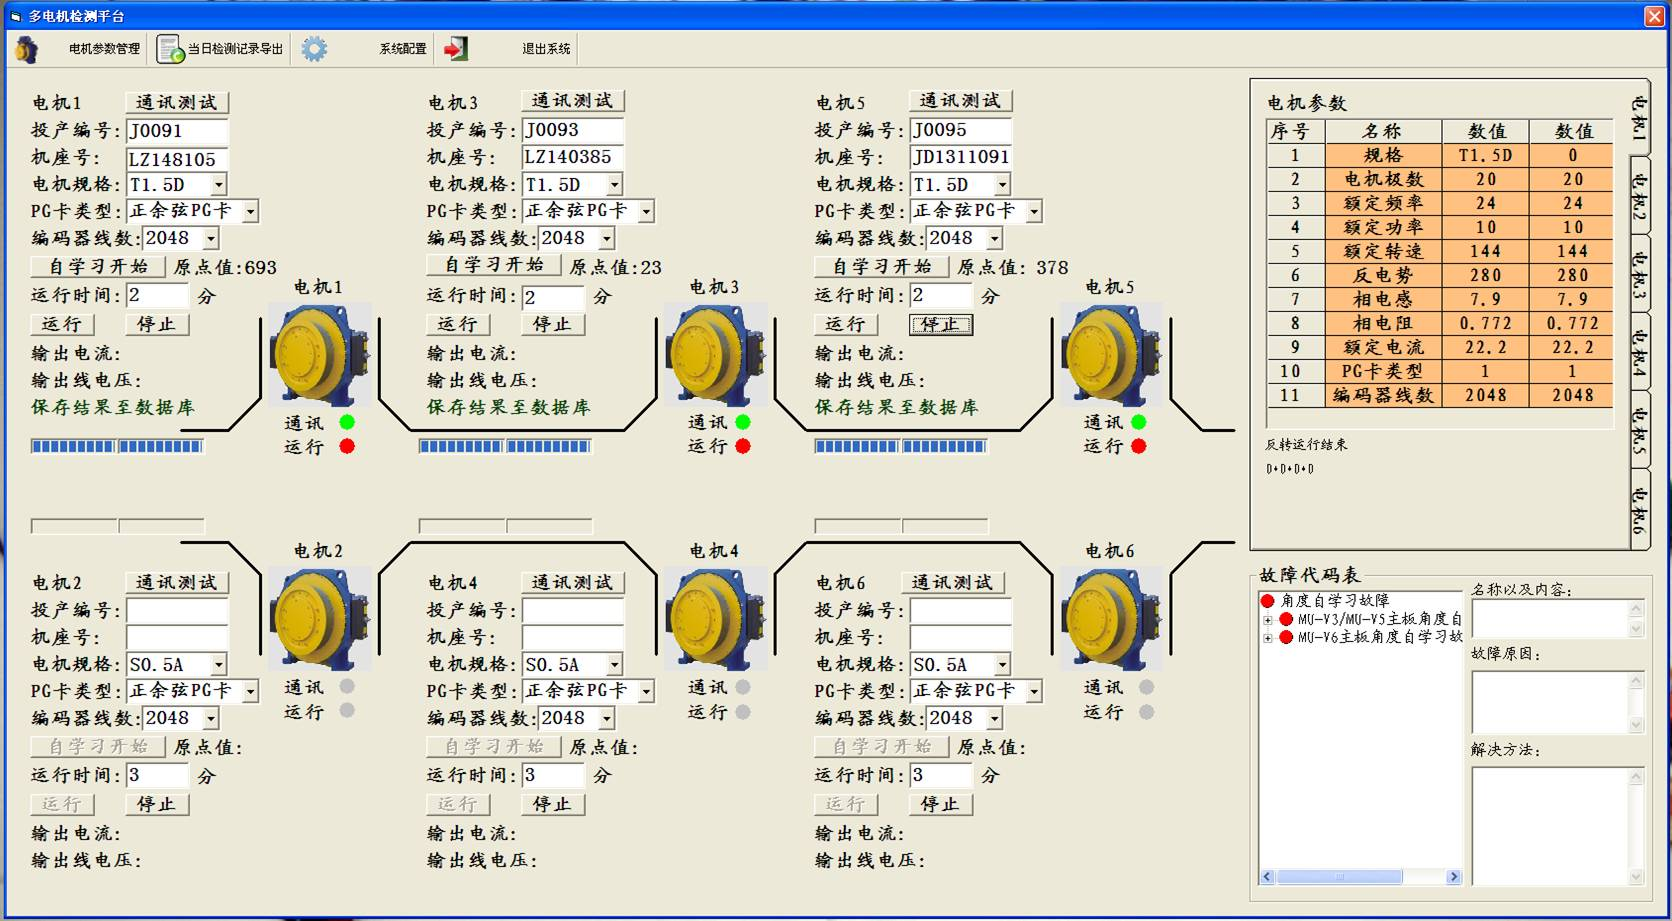 多电机检测平台
电机参数管理 当日检测记录导出 系统配置 退出系统
电机1 通讯测试
投产编号: J0091
机座号: LZ148105
电机规格: T1.5D
PG卡类型: 正余弦PG卡
编码器线数: 2048
自学习开始 原点值:693
运行时间: 2 分
运行 停止
输出电流:
输出线电压:
保存结果至数据库
电机1
通讯
运行
电机3 通讯测试
投产编号: J0093
机座号: LZ140385
电机规格: T1.5D
PG卡类型: 正余弦PG卡
编码器线数: 2048
自学习开始 原点值:23
运行时间: 2 分
运行 停止
输出电流:
输出线电压:
保存结果至数据库
电机3
通讯
运行
电机5 通讯测试
投产编号: J0095
机座号: JD1311091
电机规格: T1.5D
PG卡类型: 正余弦PG卡
编码器线数: 2048
自学习开始 原点值: 378
运行时间: 2 分
运行 停止
输出电流:
输出线电压:
保存结果至数据库
电机5
通讯
运行
电机2
电机2 通讯测试
投产编号:
机座号:
电机规格: S0.5A
PG卡类型: 正余弦PG卡
编码器线数: 2048
自学习开始 原点值:
运行时间: 3 分
运行 停止
输出电流:
输出线电压:
通讯
运行
电机4
电机4 通讯测试
投产编号:
机座号:
电机规格: S0.5A
PG卡类型: 正余弦PG卡
编码器线数: 2048
自学习开始 原点值:
运行时间: 3 分
运行 停止
输出电流:
输出线电压:
通讯
运行
电机6
电机6 通讯测试
投产编号:
机座号:
电机规格: S0.5A
PG卡类型: 正余弦PG卡
编码器线数: 2048
自学习开始 原点值:
运行时间: 3 分
运行 停止
输出电流:
输出线电压:
通讯
运行
电机参数
序号 名称 数值 数值
1 规格 T1.5D 0
2 电机极数 20 20
3 额定频率 24 24
4 额定功率 10 10
5 额定转速 144 144
6 反电势 280 280
7 相电感 7.9 7.9
8 相电阻 0.772 0.772
9 额定电流 22.2 22.2
10 PG卡类型 1 1
11 编码器线数 2048 2048
反转运行结束
D+D+D+D
电机1
电机2
电机3
电机4
电机5
电机6
故障代码表
角度自学习故障
MU-V3/MU-V5主板角度自
MU-V6主板角度自学习故
名称以及内容:
故障原因:
解决方法: